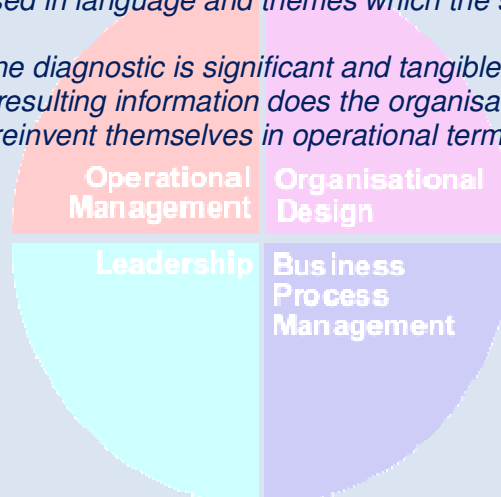 sed in language and themes which the s
ne diagnostic is significant and tangible
resulting information does the organisa
reinvent themselves in operational term
Operational
Management
Organisational
Design
Leadership
Business
Process
Management